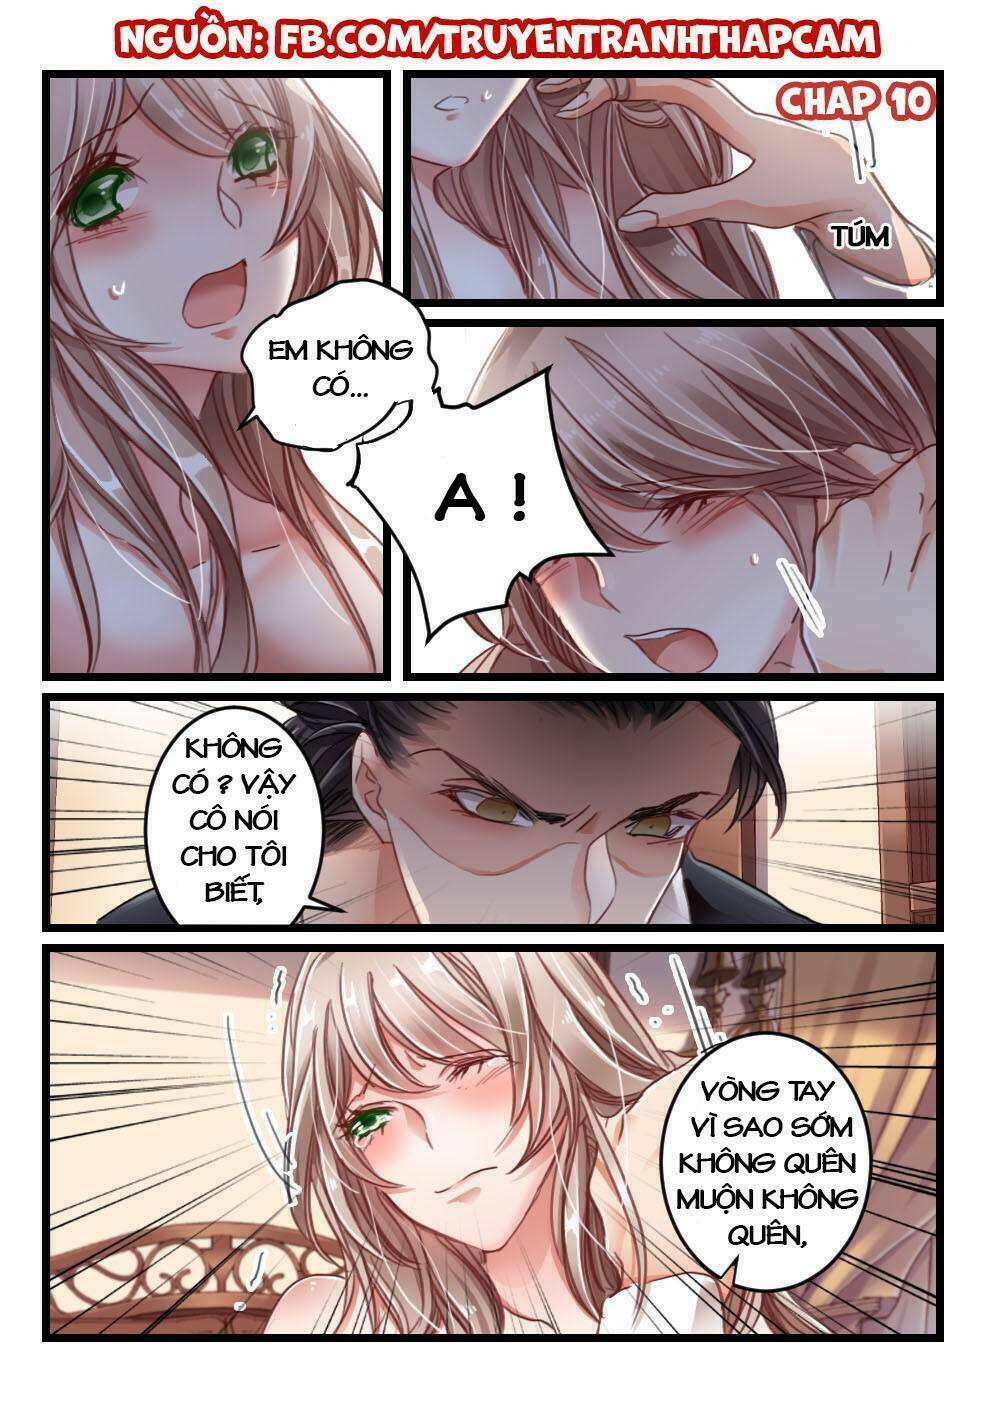 NGUỒN: FB.COM/TRUYENTRANHTHAPCAM
CHAP 10
TÚM
EM KHÔNG
CÓ...
A !
KHÔNG
CÓ ? VẬY
CÔ NÓI
CHO TÔI
BIẾT,
VÒNG TAY
VÌ SAO SỚM
KHÔNG QUÊN
MUỘN KHÔNG
QUÊN,